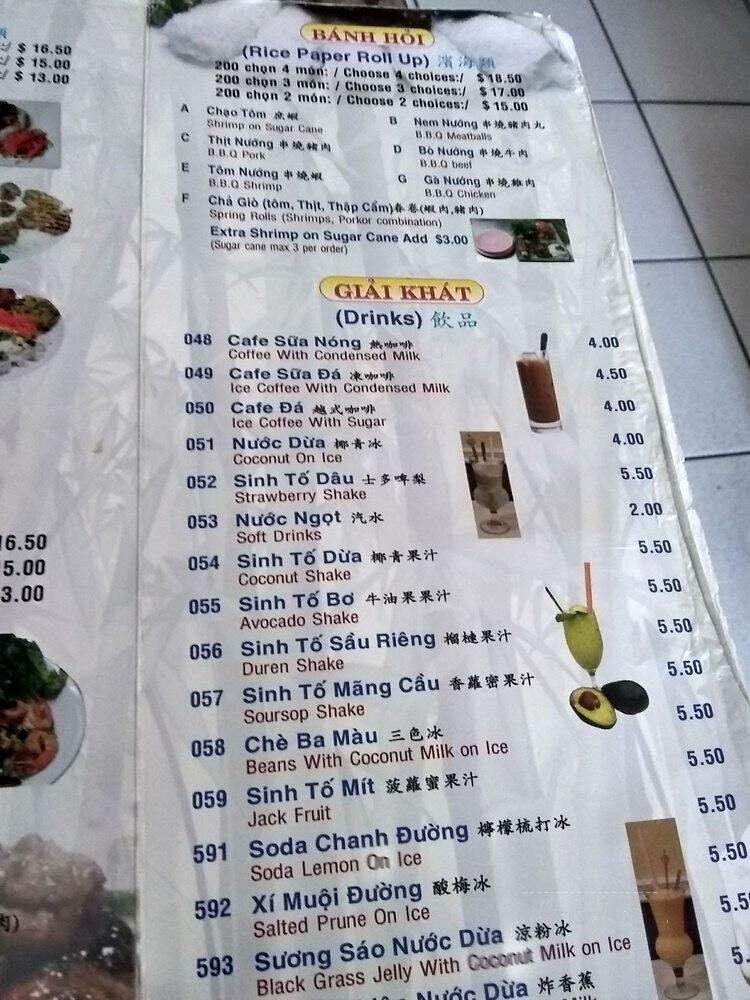 $ 16.50
$ 15.00
$ 13.00
BÁNH HỎI
(Rice Paper Roll Up) 濱海類
200 chọn 4 món: / Choose 4 choices:/ $ 18.50
200 chọn 3 món: / Choose 3 choices:/ $ 17.00
200 chọn 2 món: / Choose 2 choices:/ $ 15.00
A Chạo Tôm 蔗蝦
Shrimp on Sugar Cane
B Nem Nướng 串燒豬肉丸
B.B.Q Meatballs
C Thịt Nướng 串燒豬肉
B.B.Q Pork
D Bò Nướng 串燒牛肉
B.B.Q beef
E Tôm Nướng 串燒蝦
B.B.Q Shrimp
G Gà Nướng 串燒雞肉
B.B.Q Chicken
F Chả Giò (tôm, Thịt, Thập Cẩm)春卷(蝦肉,豬肉)
Spring Rolls (Shrimps, Porkor combination)
Extra Shrimp on Sugar Cane Add $3.00
(Sugar cane max 3 per order)
GIẢI KHÁT
(Drinks) 飲品
048 Cafe Sữa Nóng 熱咖啡 4.00
Coffee With Condensed Milk
049 Cafe Sữa Đá 凍咖啡 4.50
Ice Coffee With Condensed Milk
050 Cafe Đá 越式咖啡 4.00
Ice Coffee With Sugar
051 Nước Dừa 椰青冰 4.00
Coconut On Ice
052 Sinh Tố Dâu 士多啤梨 5.50
Strawberry Shake
053 Nước Ngọt 汽水 2.00
Soft Drinks
054 Sinh Tố Dừa 椰青果汁 5.50
Coconut Shake
055 Sinh Tố Bơ 牛油果果汁 5.50
Avocado Shake
056 Sinh Tố Sầu Riêng 榴槤果汁 5.50
Duren Shake
057 Sinh Tố Mãng Cầu 香蘿密果汁 5.50
Soursop Shake
058 Chè Ba Màu 三色冰 5.50
Beans With Coconut Milk on Ice
059 Sinh Tố Mít 菠蘿蜜果汁 5.50
Jack Fruit
591 Soda Chanh Đường 檸檬梳打冰 5.50
Soda Lemon On Ice
592 Xí Muội Đường 酸梅冰 5.50
Salted Prune On Ice
593 Sương Sáo Nước Dừa 涼粉冰 5.5
Black Grass Jelly With Coconut Milk on Ice
Nước Dừa 炸香蕉 5.
16.50
5.00
3.00
肉)